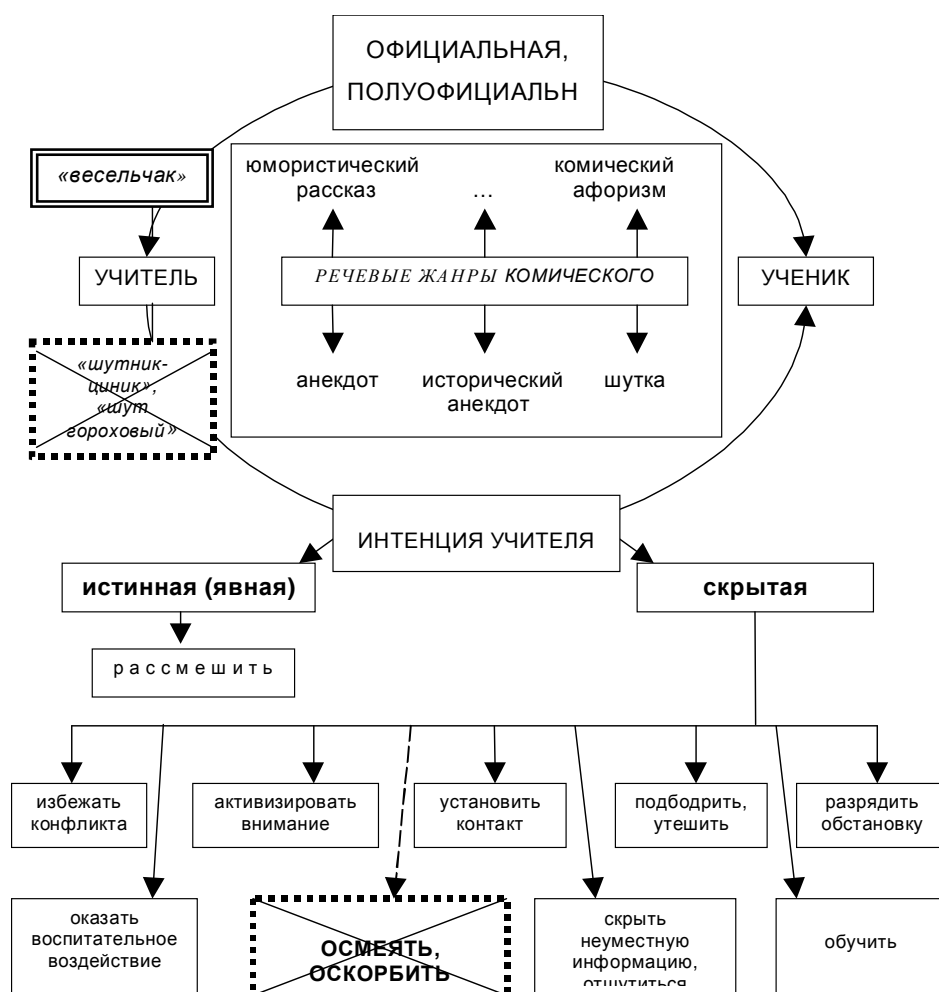 ОФИЦИАЛЬНАЯ,
ПОЛУОФИЦИАЛЬН
«весельчак»
юмористический
рассказ
…
комический
афоризм
УЧИТЕЛЬ
РЕЧЕВЫЕ ЖАНРЫ КОМИЧЕСКОГО
УЧЕНИК
«шутник-
циник»,
«шут
гороховый»
анекдот
исторический
анекдот
шутка
ИНТЕНЦИЯ УЧИТЕЛЯ
истинная (явная)
скрытая
рассмешить
избежать
конфликта
активизировать
внимание
установить
контакт
подбодрить,
утешить
разрядить
обстановку
оказать
воспитательное
воздействие
ОСМЕЯТЬ,
ОСКОРБИТЬ
скрыть
неуместную
информацию,
отшутиться
обучить